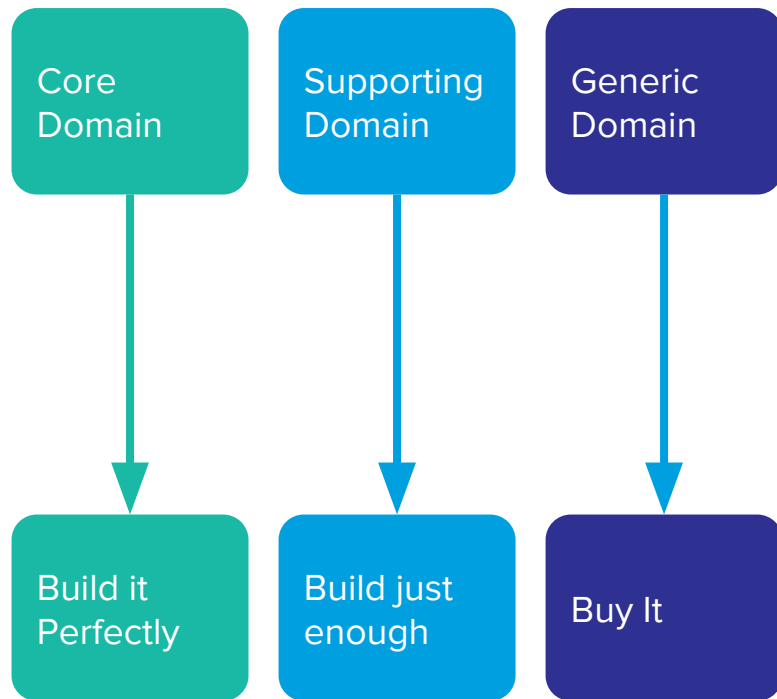 Core
Domain
Supporting
Domain
Generic
Domain
Build it
Perfectly
Build just
enough
Buy It